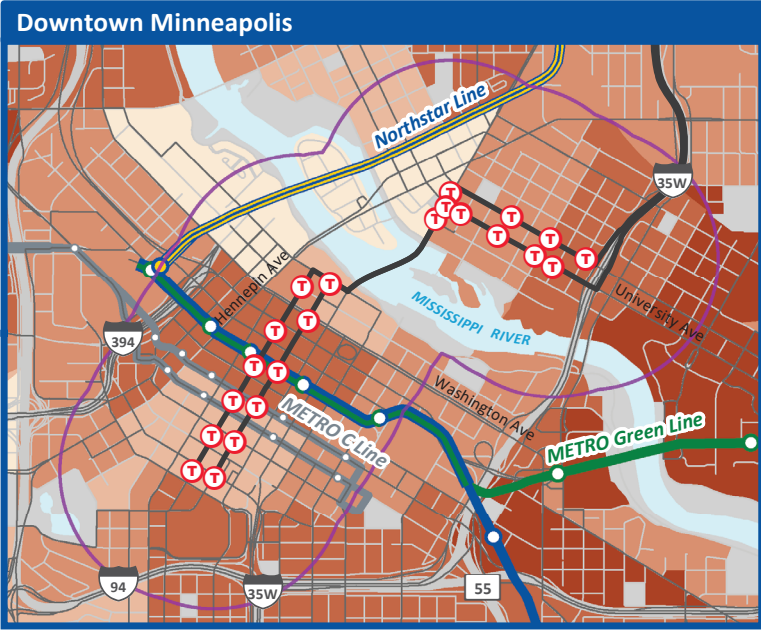 Downtown Minneapolis
Northstar Line
35W
T
T
T
T
T
T
T
T
T
T
Hennepin Ave
T
T
University Ave
MISSISSIPPI RIVER
T
T
394
T
T
Washington Ave
T
T
METRO C Line
T
T
METRO Green Line
T
T
94
35W
55